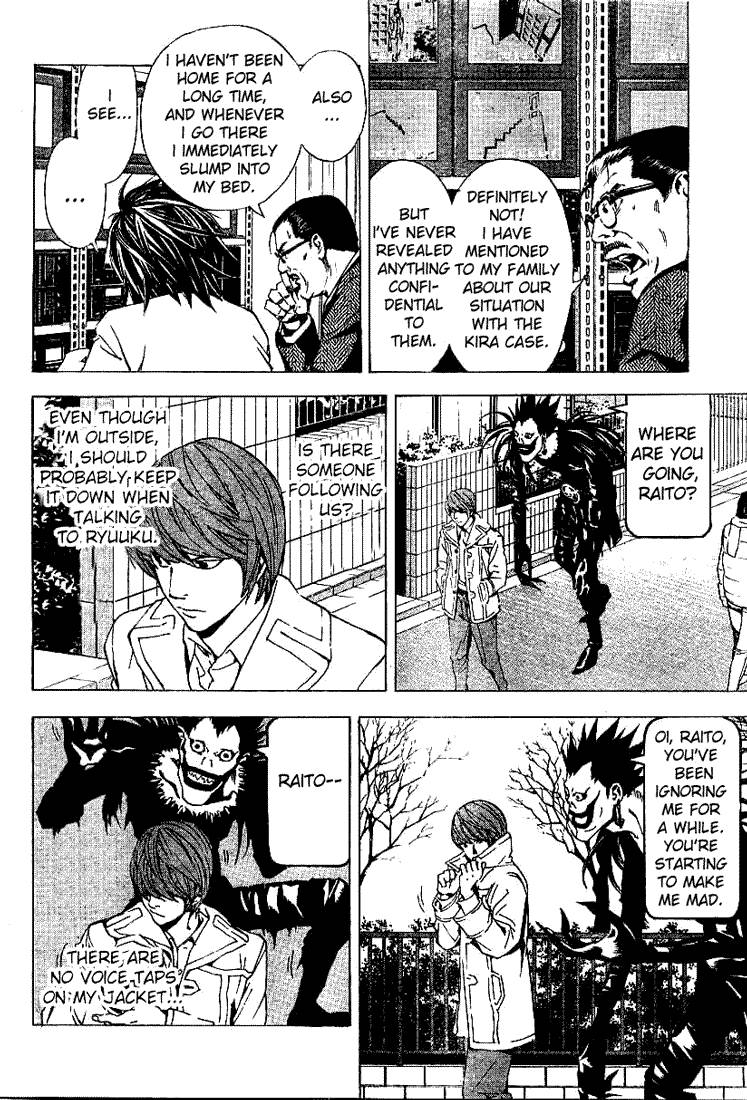 DEFINITELY
NOT!
I HAVE
MENTIONED
TO MY FAMILY
ABOUT OUR
SITUATION
WITH THE
KIRA CASE.
BUT
I'VE NEVER
REVEALED
ANYTHING
CONFI-
DENTIAL
TO
THEM.
ALSO
...
I HAVEN'T BEEN
HOME FOR A
LONG TIME,
AND WHENEVER
I GO THERE
I IMMEDIATELY
SLUMP INTO
MY BED.
I
SEE...
...
WHERE
ARE YOU
GOING,
RAITO?
IS THERE
SOMEONE
FOLLOWING
US?
EVEN THOUGH
I'M OUTSIDE,
I SHOULD
PROBABLY KEEP
IT DOWN WHEN
TALKING
TO RYUUKU.
OI, RAITO,
YOU'VE
BEEN
IGNORING
ME FOR
A WHILE.
YOU'RE
STARTING
TO MAKE
ME MAD.
RAITO--
THERE ARE
NO VOICE TAPS
ON MY JACKET...